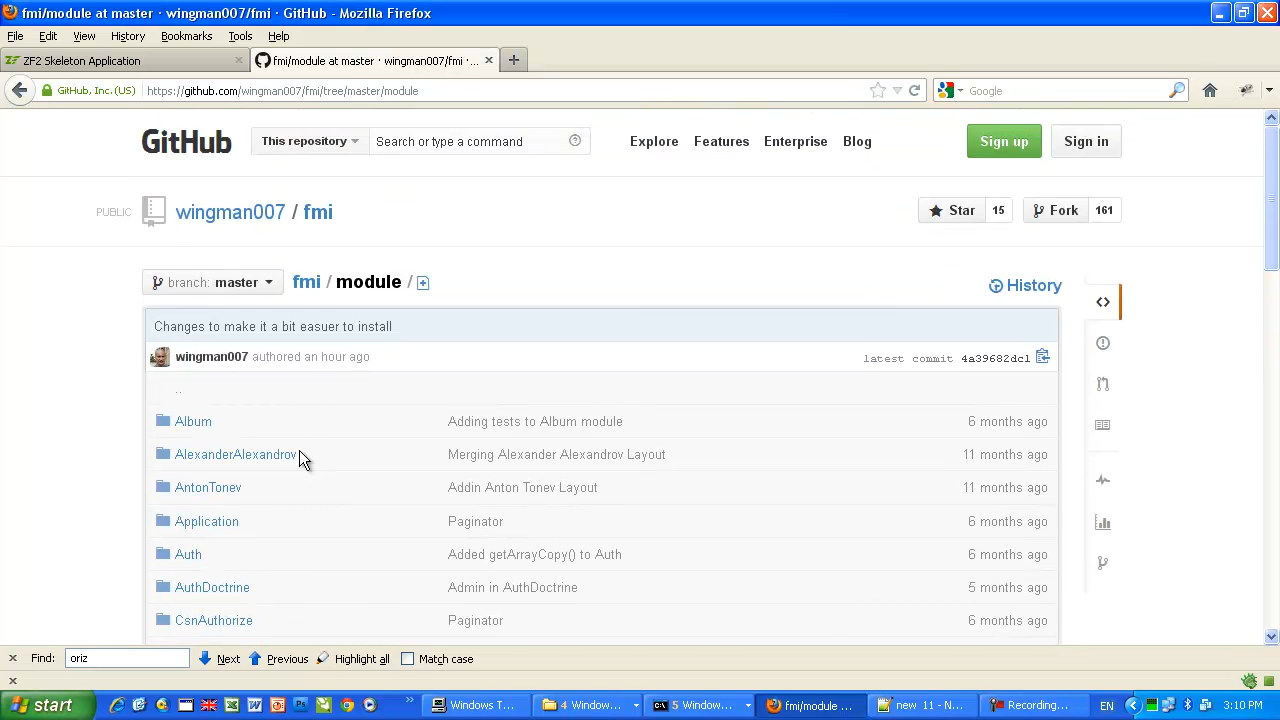 fmi/module at master · wingman007/fmi · GitHub - Mozilla Firefox
File Edit View History Bookmarks Tools Help
ZF2 Skeleton Application
fmi/module at master · wingman007/fmi · ...
GitHub, Inc. (US) https://github.com/wingman007/fmi/tree/master/module
Google
GitHub
This repository Search or type a command
Explore Features Enterprise Blog
Sign up Sign in
PUBLIC wingman007 / fmi
Star 15 Fork 161
branch: master fmi / module /
History
Changes to make it a bit easuer to install
wingman007 authored an hour ago latest commit 4a39682dc1
..
Album Adding tests to Album module 6 months ago
AlexanderAlexandrov Merging Alexander Alexandrov Layout 11 months ago
AntonTonev Addin Anton Tonev Layout 11 months ago
Application Paginator 6 months ago
Auth Added getArrayCopy() to Auth 6 months ago
AuthDoctrine Admin in AuthDoctrine 5 months ago
CsnAuthorize Paginator 6 months ago
Find: oriz Next Previous Highlight all Match case
start Windows T... 4 Window... 5 Window... fmi/module ... new 11 - N... Recording... EN 3:10 PM